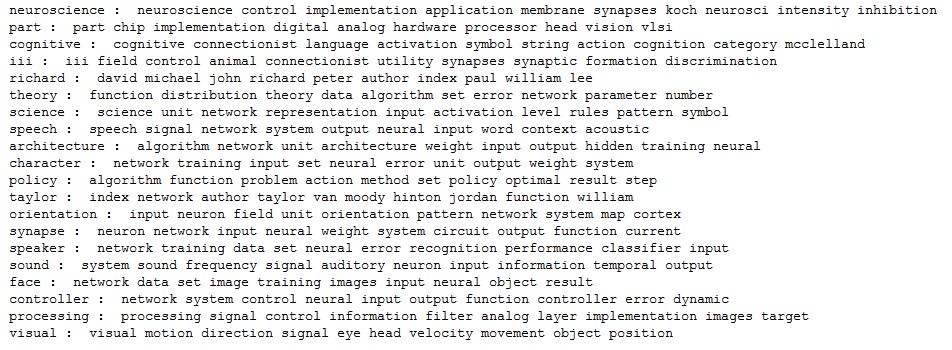 neuroscience :  neuroscience control implementation application membrane synapses koch neurosci intensity inhibition
part :  part chip implementation digital analog hardware processor head vision vlsi
cognitive :  cognitive connectionist language activation symbol string action cognition category mcclelland
iii :  iii field control animal connectionist utility synapses synaptic formation discrimination
richard :  david michael john richard peter author index paul william lee
theory :  function distribution theory data algorithm set error network parameter number
science :  science unit network representation input activation level rules pattern symbol
speech :  speech signal network system output neural input word context acoustic
architecture :  algorithm network unit architecture weight input output hidden training neural
character :  network training input set neural error unit output weight system
policy :  algorithm function problem action method set policy optimal result step
taylor :  index network author taylor van moody hinton jordan function william
orientation :  input neuron field unit orientation pattern network system map cortex
synapse :  neuron network input neural weight system circuit output function current
speaker :  network training data set neural error recognition performance classifier input
sound :  system sound frequency signal auditory neuron input information temporal output
face :  network data set image training images input neural object result
controller :  network system control neural input output function controller error dynamic
processing :  processing signal control information filter analog layer implementation images target
visual :  visual motion direction signal eye head velocity movement object position